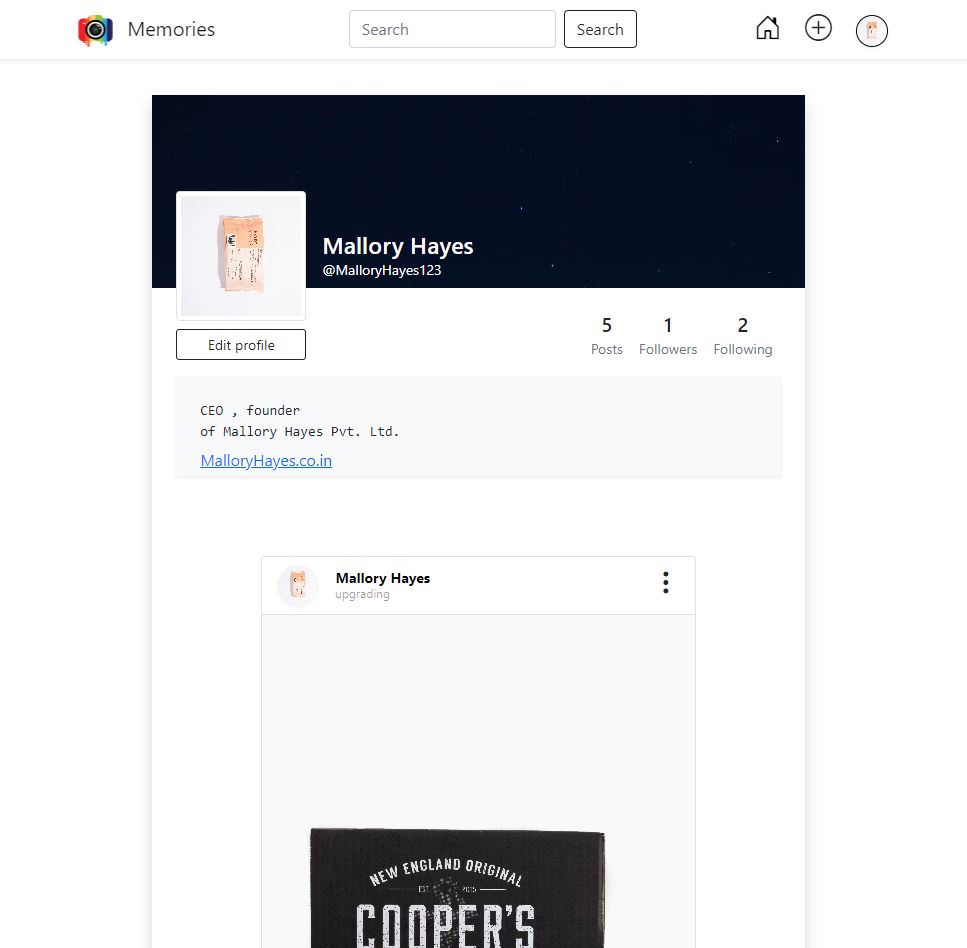 Memories
Search
Search
Mallory Hayes
@MalloryHayes123
Edit profile
5
Posts
1
Followers
2
Following
CEO , founder
of Mallory Hayes Pvt. Ltd.
MalloryHayes.co.in
Mallory Hayes
upgrading
NEW ENGLAND ORIGINAL
EST. 2015
COOPER'S